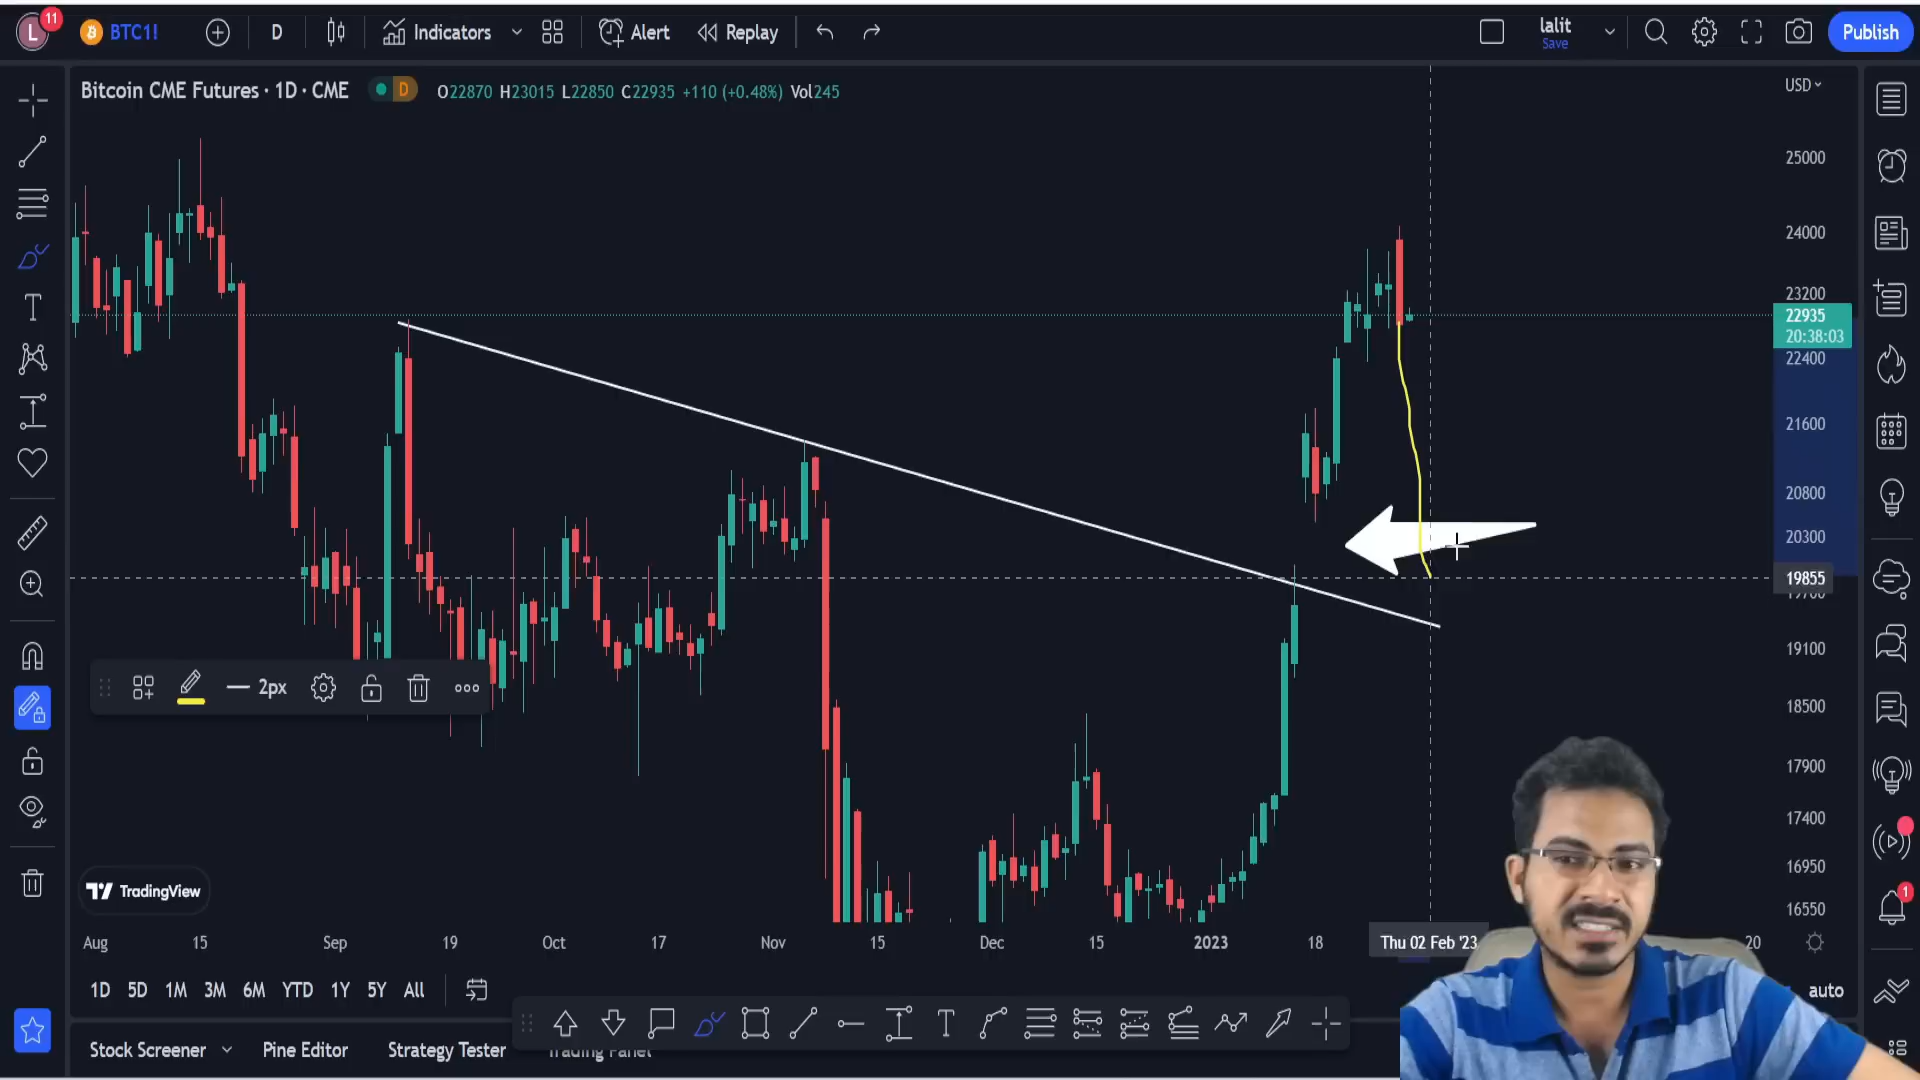 L
11
BTC1!
D
Indicators
Alert
Replay
lalit
Save
Publish
Bitcoin CME Futures · 1D · CME
D
O22870 H23015 L22850 C22935 +110 (+0.48%) Vol245
USD
25000
24000
23200
22935
20:38:03
22400
21600
20800
20300
19855
19700
19100
18500
17900
17400
16950
16550
2px
TradingView
Aug
15
Sep
19
Oct
17
Nov
15
Dec
15
2023
18
Thu 02 Feb '23
20
1
1D
5D
1M
3M
6M
YTD
1Y
5Y
All
auto
Stock Screener
Pine Editor
Strategy Tester
Trading Panel